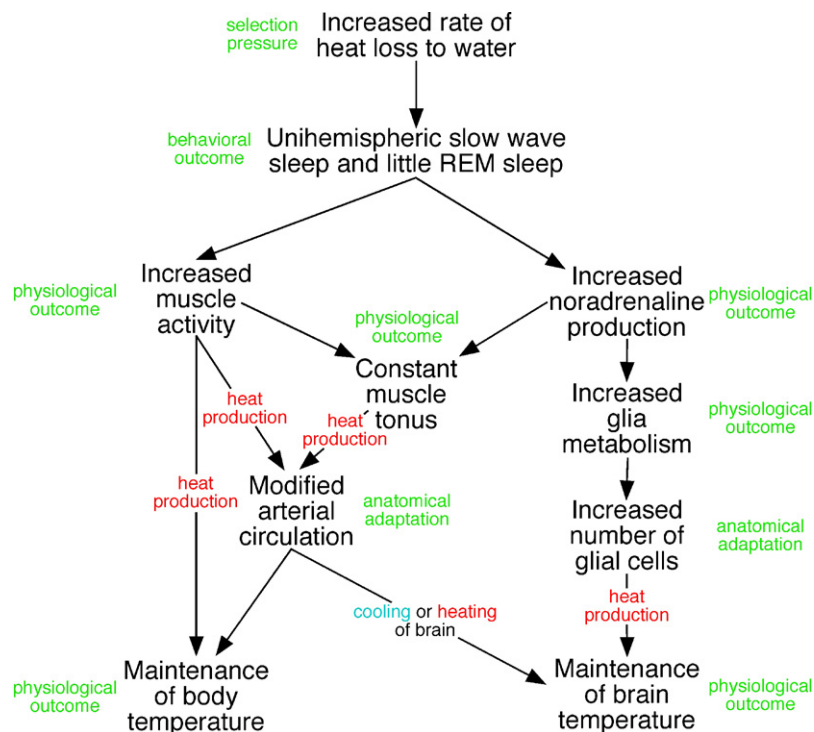 selection
pressure
Increased rate of
heat loss to water
behavioral
outcome
Unihemispheric slow wave
sleep and little REM sleep
physiological
outcome
Increased
muscle
activity
Increased
noradrenaline
production
physiological
outcome
physiological
outcome
Constant
muscle
tonus
Increased
glia
metabolism
physiological
outcome
heat
production
heat
production
heat
production
Modified
arterial
circulation
anatomical
adaptation
Increased
number of
glial cells
anatomical
adaptation
heat
production
cooling or heating
of brain
physiological
outcome
Maintenance
of body
temperature
Maintenance
of brain
temperature
physiological
outcome